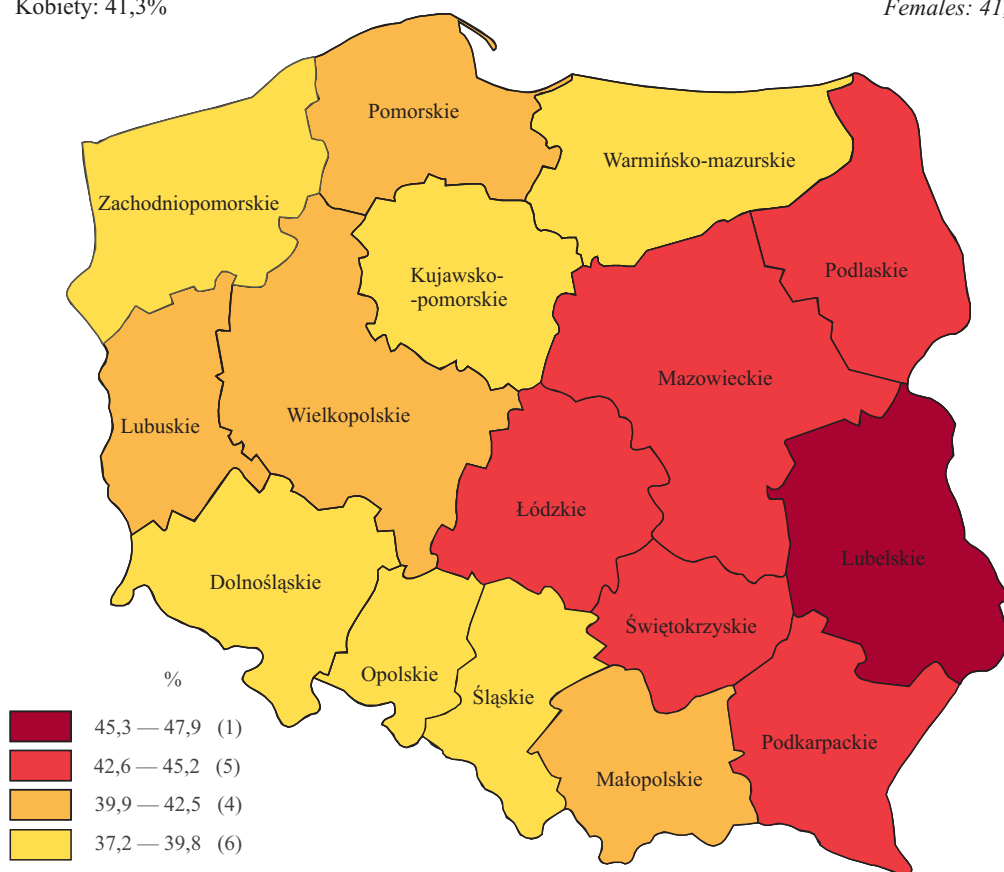 Kobiety: 41,3%
Females: 41,
Pomorskie
Warmińsko-mazurskie
Zachodniopomorskie
Podlaskie
Kujawsko-
-pomorskie
Mazowieckie
Wielkopolskie
Lubuskie
Łódzkie
Lubelskie
Dolnośląskie
Świętokrzyskie
Opolskie
Śląskie
Podkarpackie
Małopolskie
%
45,3 — 47,9 (1)
42,6 — 45,2 (5)
39,9 — 42,5 (4)
37,2 — 39,8 (6)